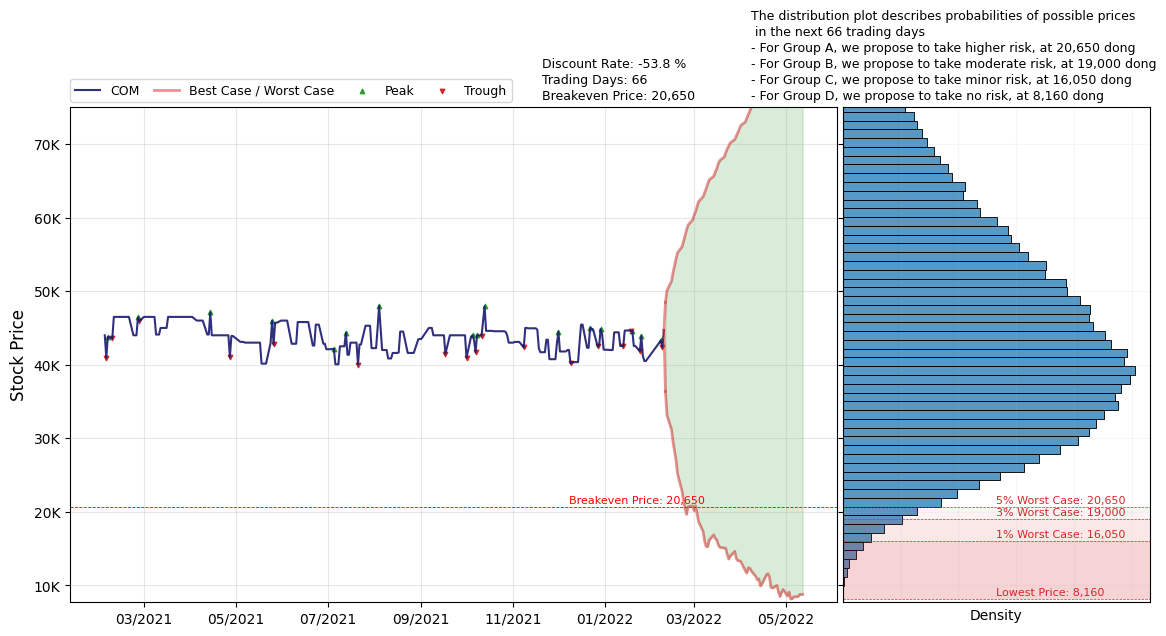 The distribution plot describes probabilities of possible prices
in the next 66 trading days
- For Group A, we propose to take higher risk, at 20,650 dong
- For Group B, we propose to take moderate risk, at 19,000 dong
- For Group C, we propose to take minor risk, at 16,050 dong
- For Group D, we propose to take no risk, at 8,160 dong
Discount Rate: -53.8 %
Trading Days: 66
Breakeven Price: 20,650
COM
Best Case / Worst Case
Peak
Trough
Stock Price
70K
60K
50K
40K
30K
20K
10K
Breakeven Price: 20,650
5% Worst Case: 20,650
3% Worst Case: 19,000
1% Worst Case: 16,050
Lowest Price: 8,160
03/2021
05/2021
07/2021
09/2021
11/2021
01/2022
03/2022
05/2022
Density